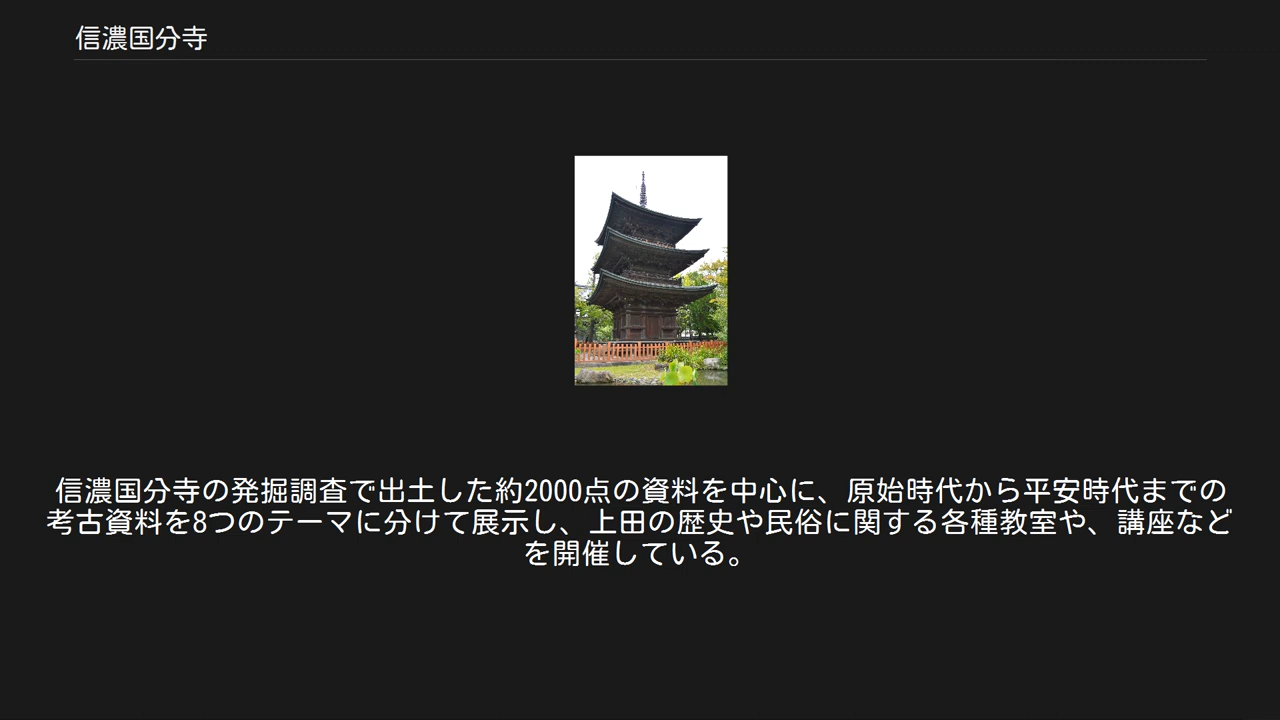 信濃国分寺
信濃国分寺の発掘調査で出土した約2000点の資料を中心に、原始時代から平安時代までの
考古資料を8つのテーマに分けて展示し、上田の歴史や民俗に関する各種教室や、講座など
を開催している。